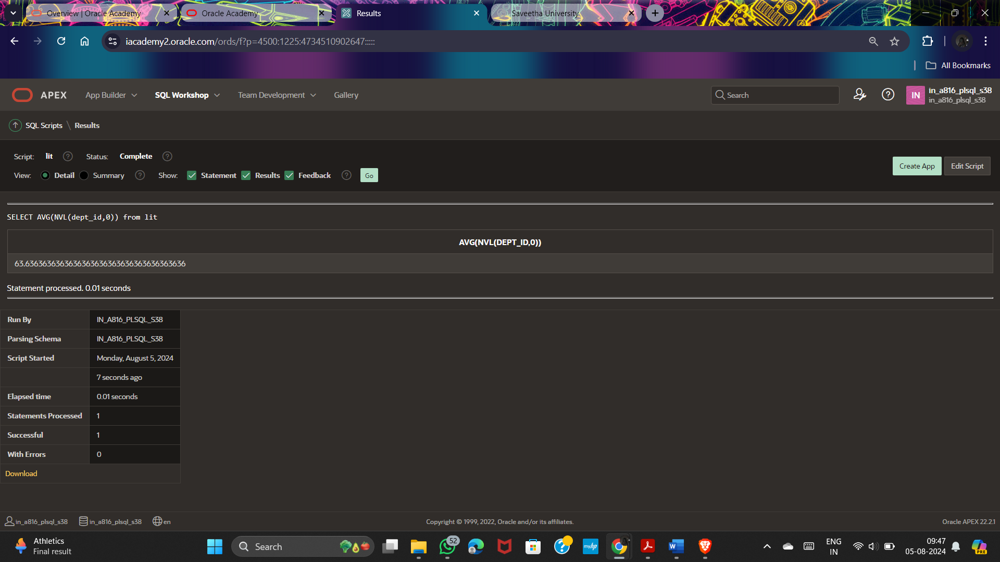 Overview | Oracle Academy
Oracle Academy
Results
Saveetha University
iacademy2.oracle.com/ords/f?p=4500:1225:4734510902647:::::
All Bookmarks
APEX
App Builder
SQL Workshop
Team Development
Gallery
Search
IN
in_a816_plsql_s38
in_a816_plsql_s38
SQL Scripts \ Results
Script: lit ? Status: Complete ?
View: Detail Summary ? Show: Statement Results Feedback ? Go
Create App
Edit Script
SELECT AVG(NVL(dept_id,0)) from lit
AVG(NVL(DEPT_ID,0))
63.63636363636363636363636363636363636364
Statement processed. 0.01 seconds
Run By IN_A816_PLSQL_S38
Parsing Schema IN_A816_PLSQL_S38
Script Started Monday, August 5, 2024
7 seconds ago
Elapsed time 0.01 seconds
Statements Processed 1
Successful 1
With Errors 0
Download
in_a816_plsql_s38
in_a816_plsql_s38
en
Copyright © 1999, 2022, Oracle and/or its affiliates.
Oracle APEX 22.2.1
Athletics
Final result
Search
52
myhp
ENG
IN
09:47
05-08-2024
PRE